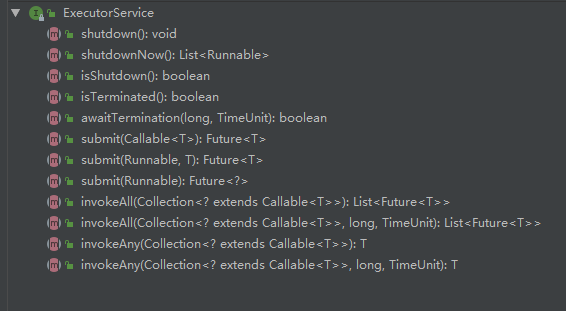 ExecutorService
shutdown(): void
shutdownNow(): List<Runnable>
isShutdown(): boolean
isTerminated(): boolean
awaitTermination(long, TimeUnit): boolean
submit(Callable<T>): Future<T>
submit(Runnable, T): Future<T>
submit(Runnable): Future<?>
invokeAll(Collection<? extends Callable<T>>): List<Future<T>>
invokeAll(Collection<? extends Callable<T>>, long, TimeUnit): List<Future<T>>
invokeAny(Collection<? extends Callable<T>>): T
invokeAny(Collection<? extends Callable<T>>, long, TimeUnit): T